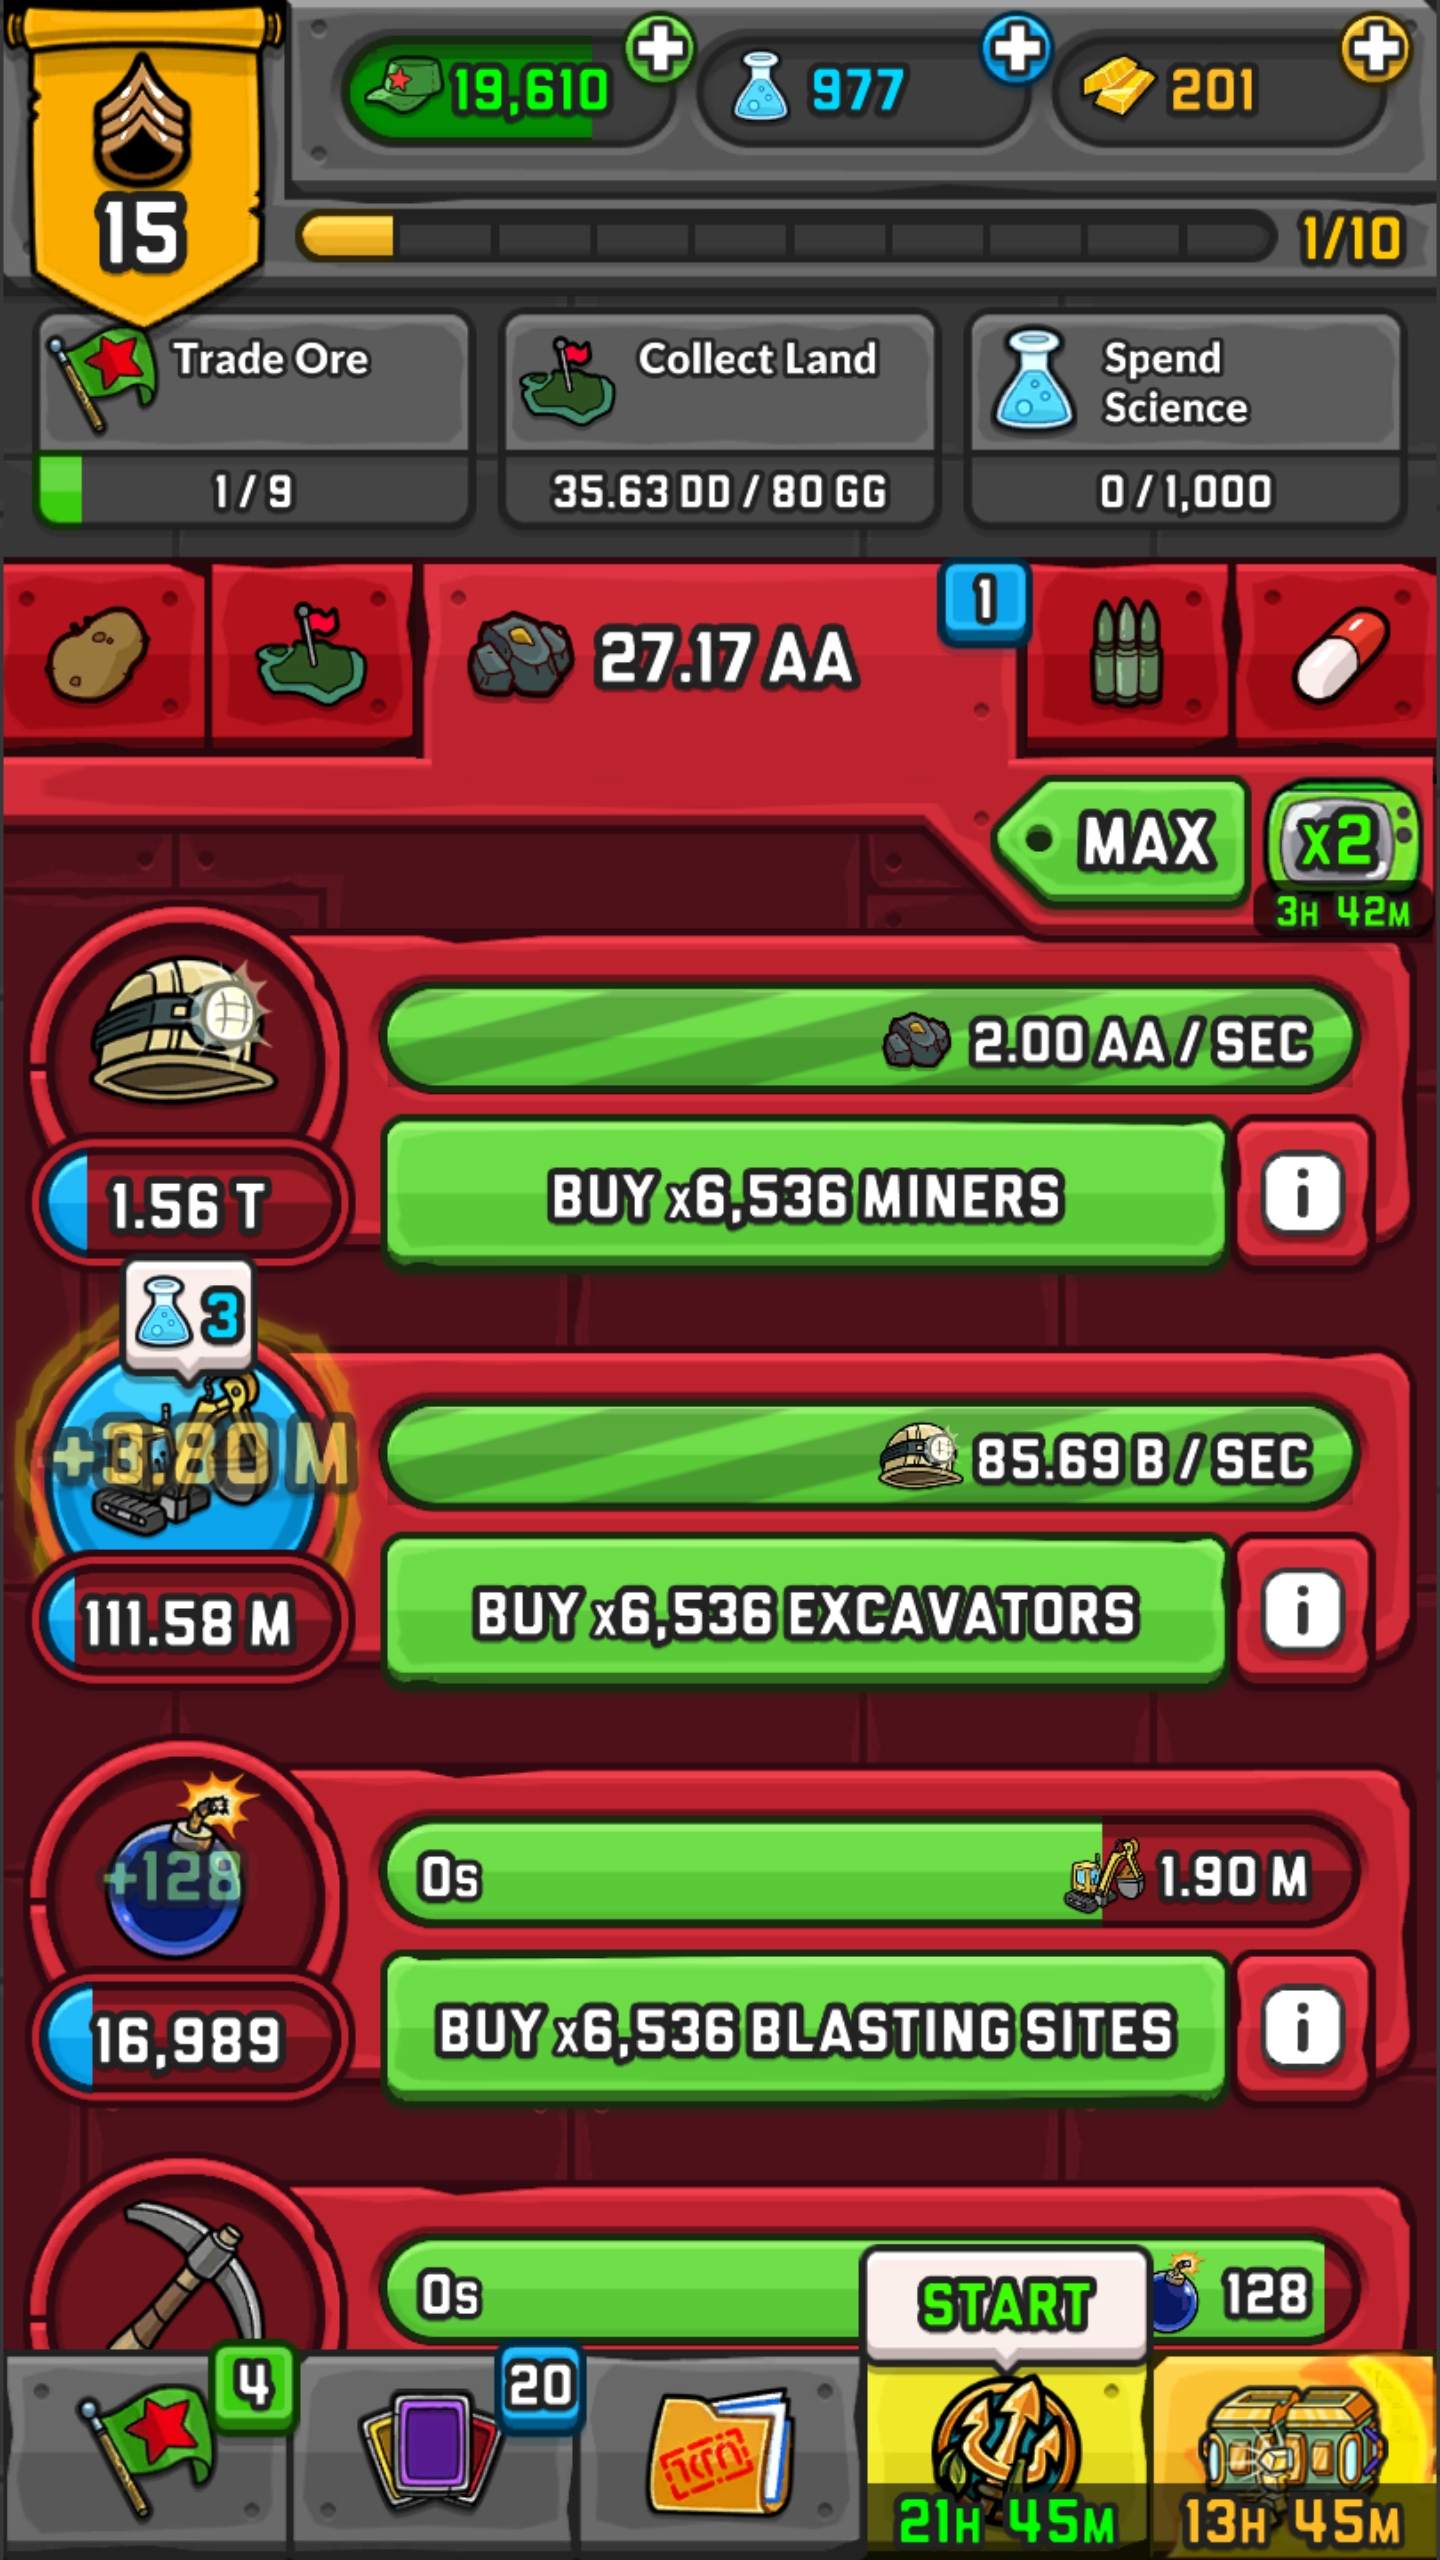 19,610
977
201
15
1/10
Trade Ore
Collect Land
Spend
Science
1/9
35.63 DD / 80 GG
0/1,000
27.17 AA
1
MAX
x2
3H 42M
2.00 AA / SEC
1.56 T
BUY x6,536 MINERS
i
3
+3.80 M
85.69 B / SEC
111.58 M
BUY x6,536 EXCAVATORS
i
+128
0s
1.90 M
16,989
BUY x6,536 BLASTING SITES
i
0s
128
START
4
20
21H 45M
13H 45M